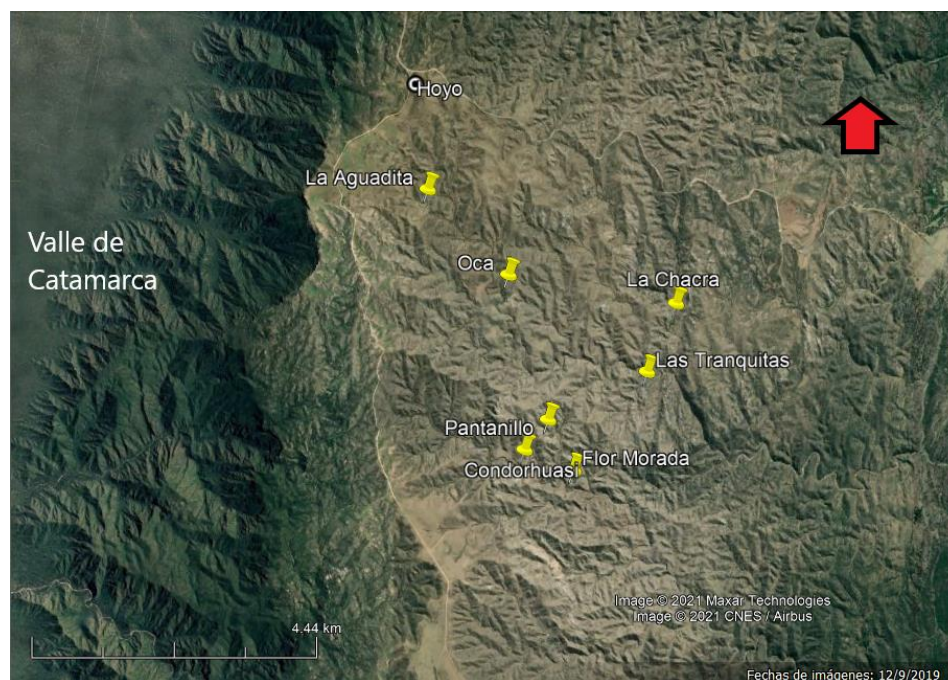 Hoyo
La Aguadita
Valle de
Catamarca
Oca
La Chacra
Las Tranquitas
Pantanillo
Flor Morada
Condorhuasi
Image © 2021 Maxar Technologies
Image © 2021 CNES / Airbus
4.44 km
Fechas de imágenes: 12/9/2019